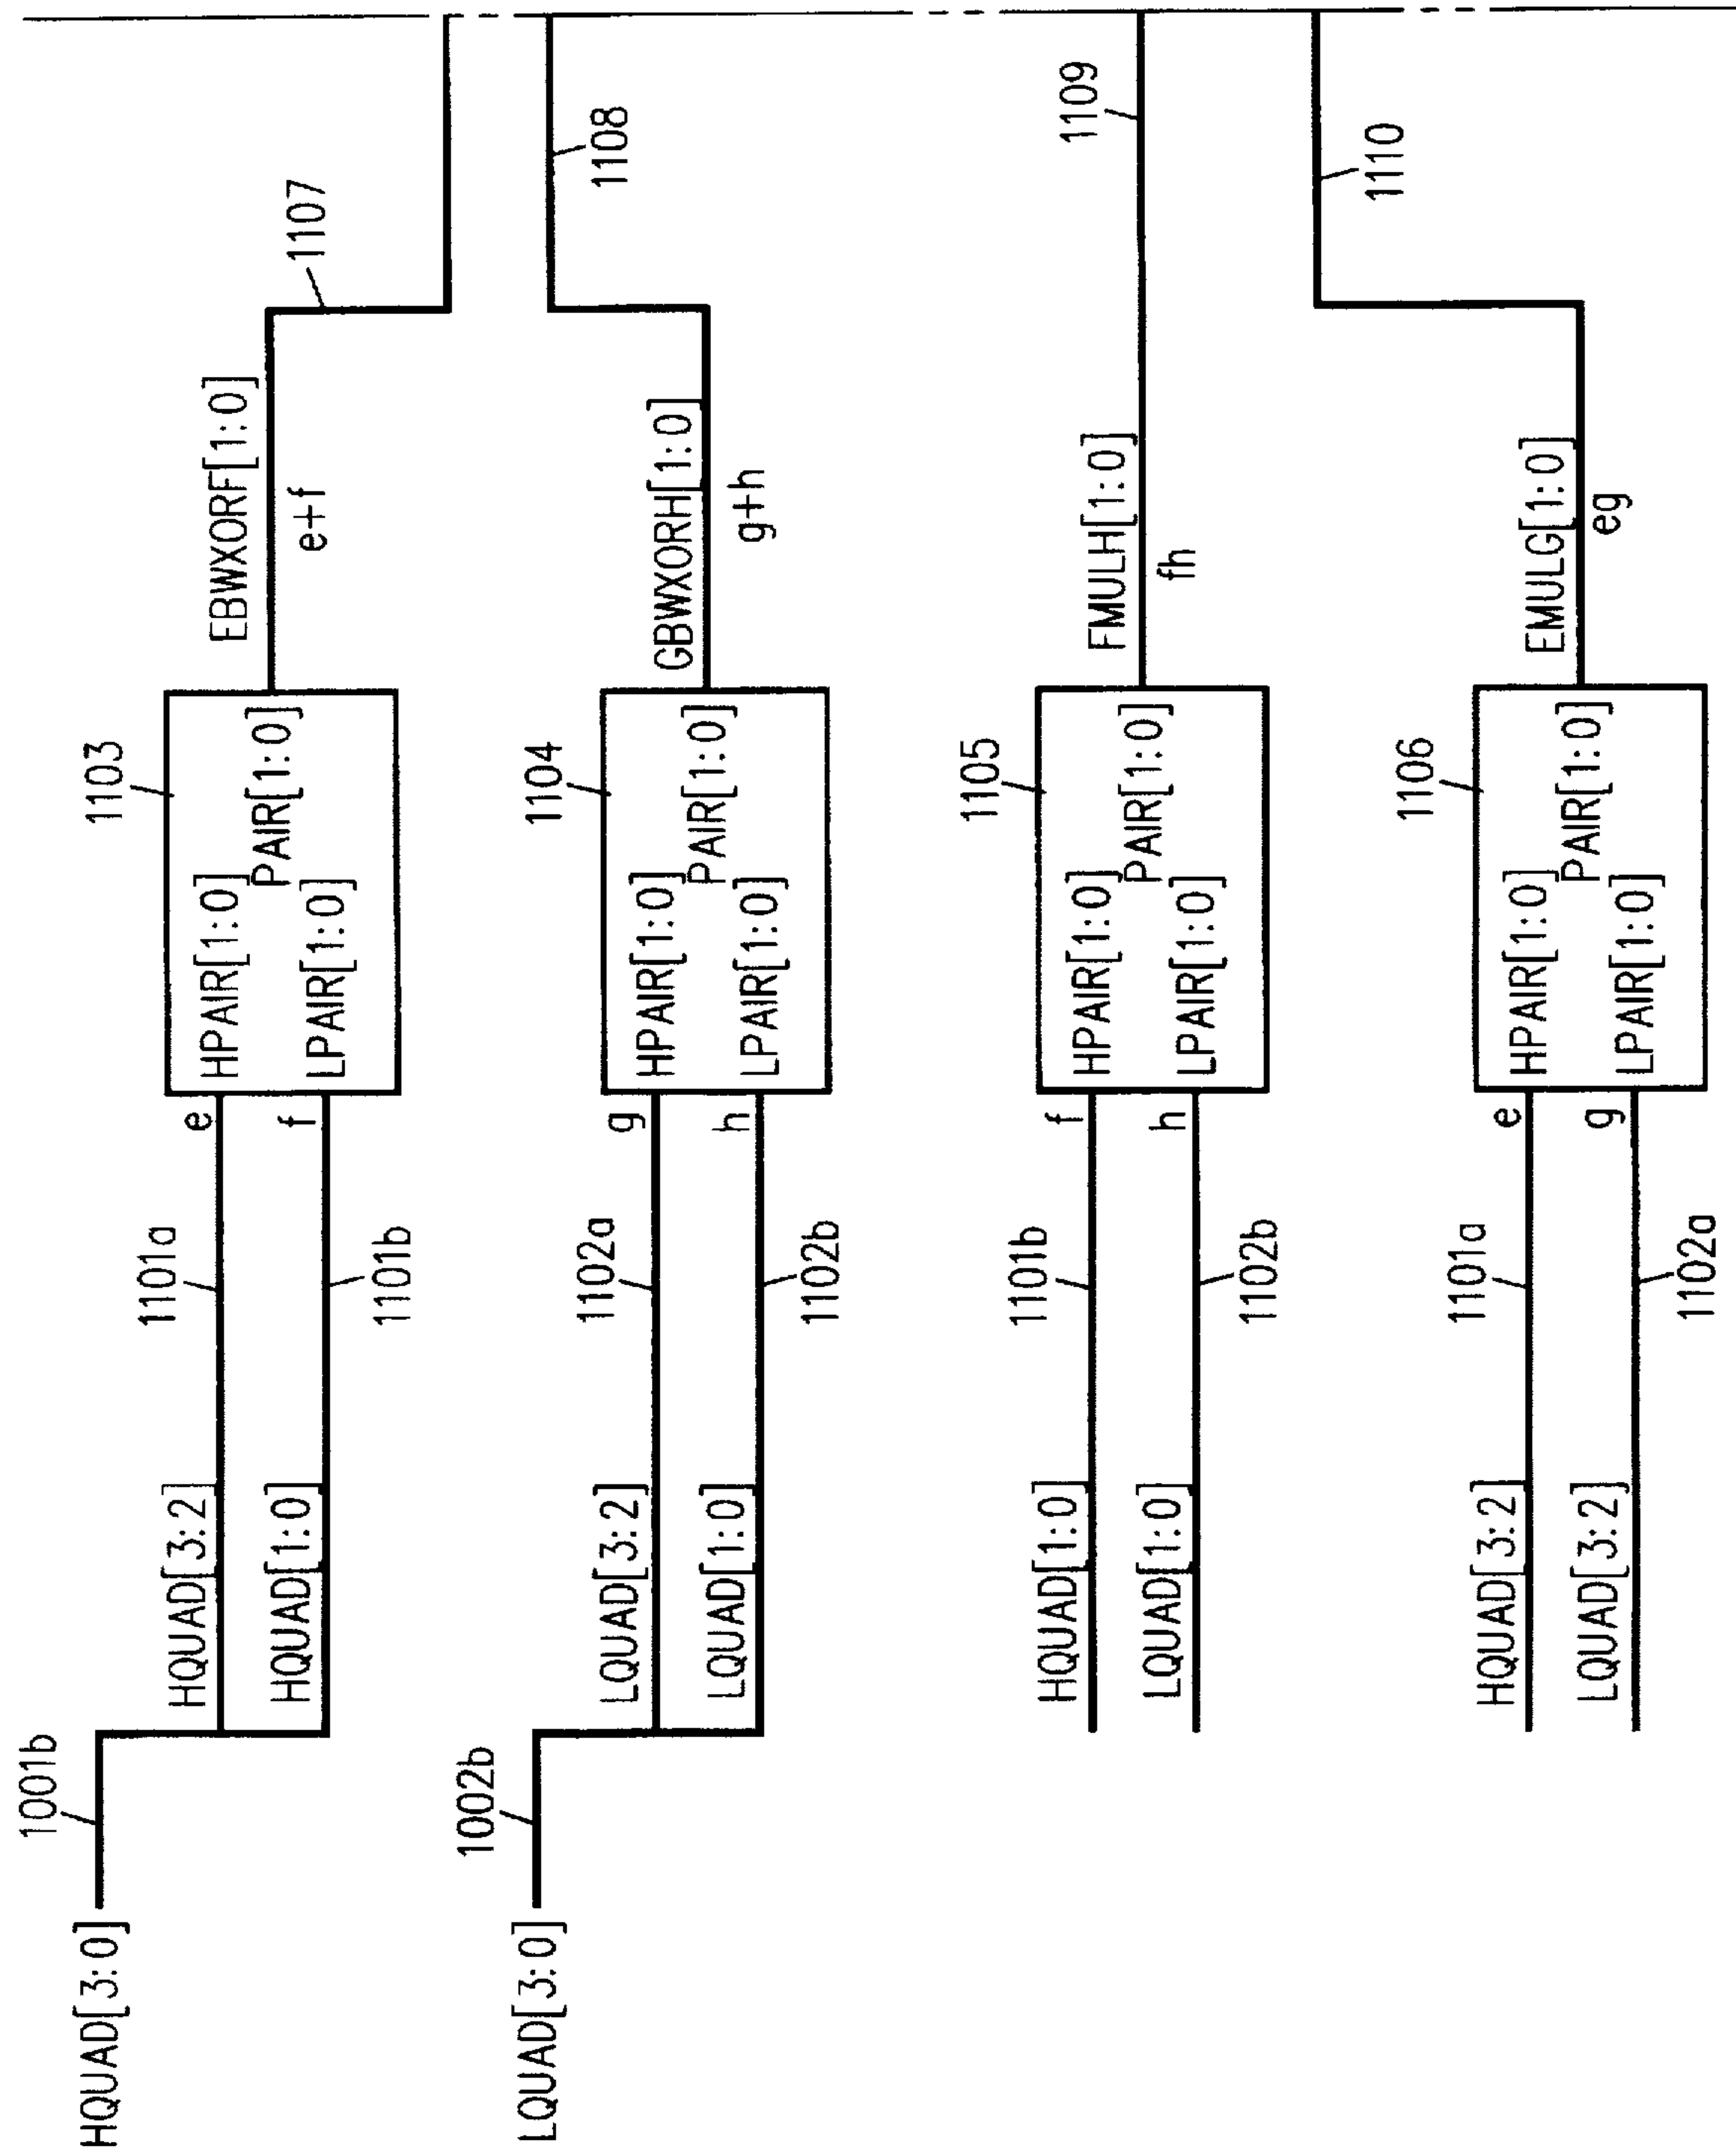 HQUAD[3:0]
1001b
HQUAD[3:2]
HQUAD[1:0]
1101a
1101b
e
f
1103
HPAIR[1:0]
PAIR[1:0]
LPAIR[1:0]
EBWXORF[1:0]
e+f
1107
LQUAD[3:0]
1002b
LQUAD[3:2]
LQUAD[1:0]
1102a
1102b
g
h
1104
HPAIR[1:0]
PAIR[1:0]
LPAIR[1:0]
GBWXORH[1:0]
g+h
1108
HQUAD[1:0]
LQUAD[1:0]
1101b
1102b
f
h
1105
HPAIR[1:0]
PAIR[1:0]
LPAIR[1:0]
FMULH[1:0]
fh
1109
HQUAD[3:2]
LQUAD[3:2]
1101a
1102a
e
g
1106
HPAIR[1:0]
PAIR[1:0]
LPAIR[1:0]
EMULG[1:0]
eg
1110